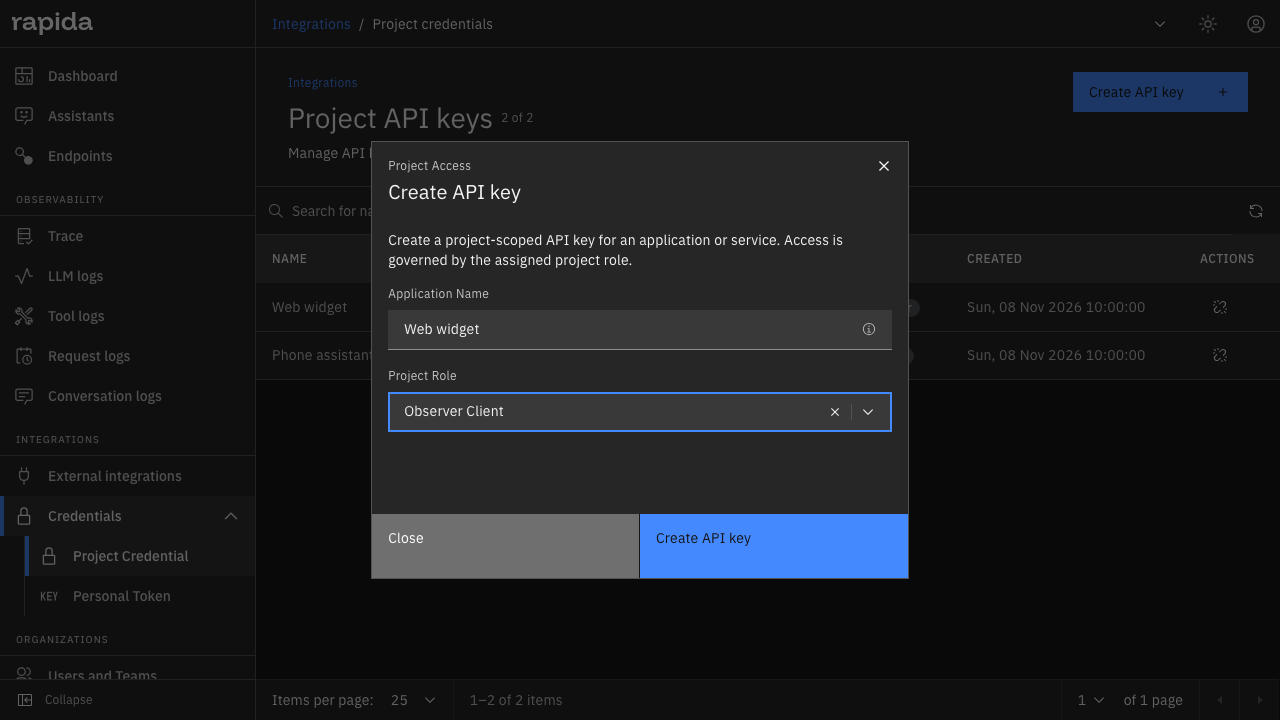 rapida
Integrations / Project credentials
Dashboard
Assistants
Endpoints
OBSERVABILITY
Trace
LLM logs
Tool logs
Request logs
Conversation logs
INTEGRATIONS
External integrations
Credentials
Project Credential
KEY Personal Token
ORGANIZATIONS
Users and Teams
Collapse
Integrations
Project API keys 2 of 2
Manage API
Create API key +
Search for
NAME CREATED ACTIONS
Web widget Sun, 08 Nov 2026 10:00:00
Phone assistant Sun, 08 Nov 2026 10:00:00
Project Access
Create API key
Create a project-scoped API key for an application or service. Access is
governed by the assigned project role.
Application Name
Web widget
Project Role
Observer Client
Close
Create API key
Items per page: 25 1–2 of 2 items 1 of 1 page